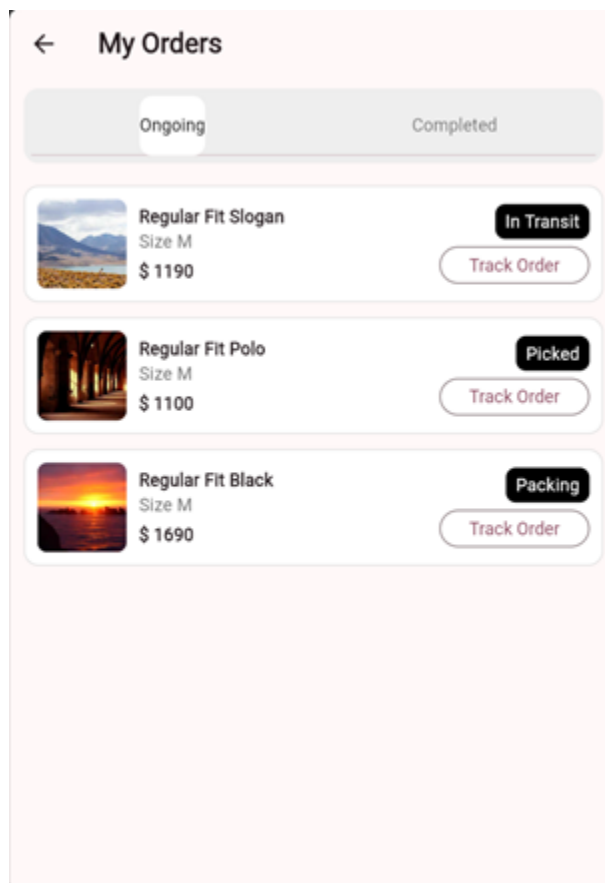 My Orders
Ongoing
Completed
Regular Fit Slogan
Size M
$ 1190
In Transit
Track Order
Regular Fit Polo
Size M
$ 1100
Picked
Track Order
Regular Fit Black
Size M
$ 1690
Packing
Track Order